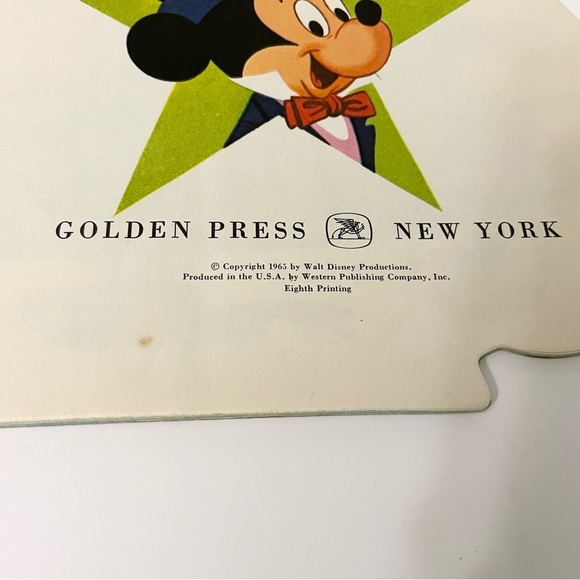 GOLDEN PRESS NEW YORK
© Copyright 1965 by Walt Disney Productions.
Produced in the U.S.A. by Western Publishing Company, Inc.
Eighth Printing